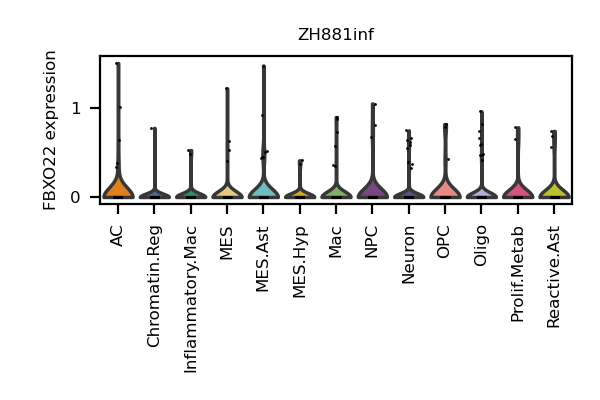 ZH881inf
FBXO22 expression
1
0
AC
Chromatin.Reg
Inflammatory.Mac
MES
MES.Ast
MES.Hyp
Mac
NPC
Neuron
OPC
Oligo
Prolif.Metab
Reactive.Ast